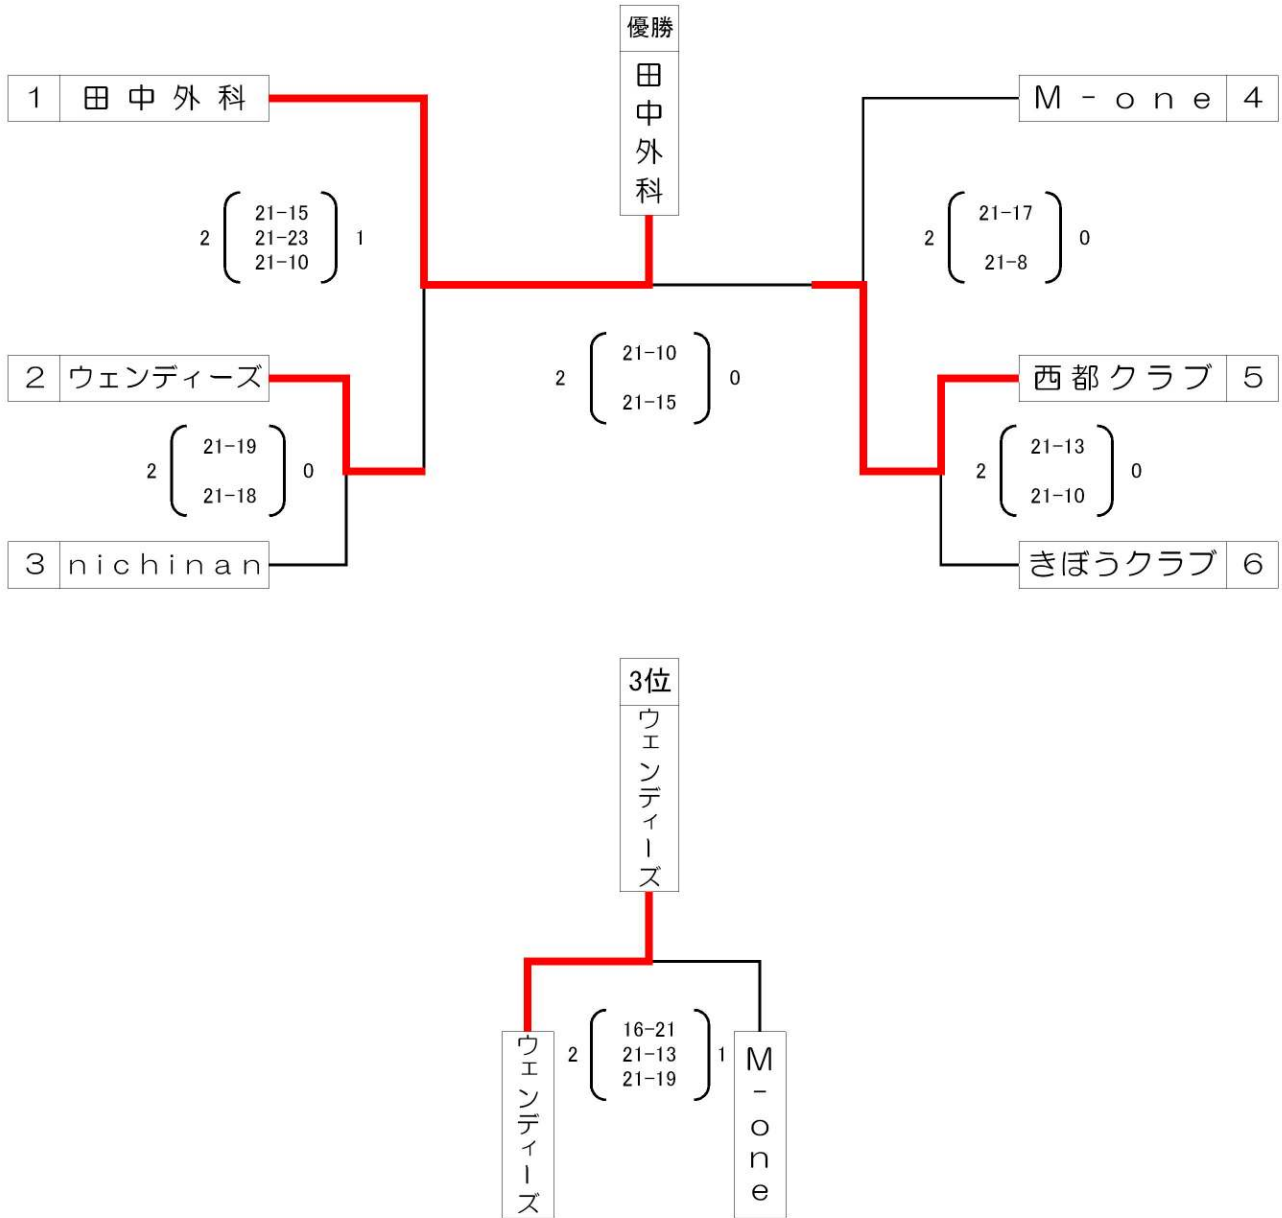 優勝
田中外科
1 田中外科
M-one 4
2
21-15
21-23
21-10
1
2
21-17
21-8
0
2 ウェンディーズ
西都クラブ 5
2
21-10
21-15
0
2
21-19
21-18
0
2
21-13
21-10
0
3 nichinan
きぼうクラブ 6
3位
ウェンディーズ
ウェンディーズ
2
16-21
21-13
21-19
1
M-one